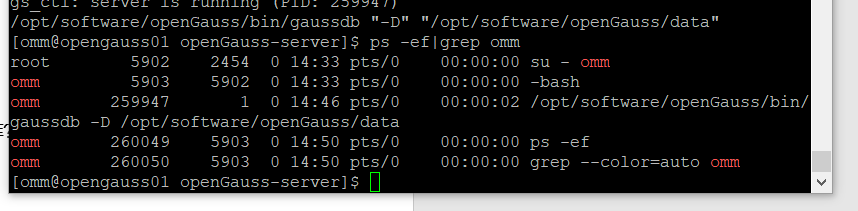 gs_ctl: server is running (PID: 259947)
/opt/software/openGauss/bin/gaussdb "-D" "/opt/software/openGauss/data"
[omm@opengauss01 openGauss-server]$ ps -ef|grep omm
root        5902    2454  0 14:33 pts/0    00:00:00 su - omm
omm         5903    5902  0 14:33 pts/0    00:00:00 -bash
omm       259947       1  0 14:46 pts/0    00:00:02 /opt/software/openGauss/bin/
gaussdb -D /opt/software/openGauss/data
omm       260049    5903  0 14:50 pts/0    00:00:00 ps -ef
omm       260050    5903  0 14:50 pts/0    00:00:00 grep --color=auto omm
[omm@opengauss01 openGauss-server]$